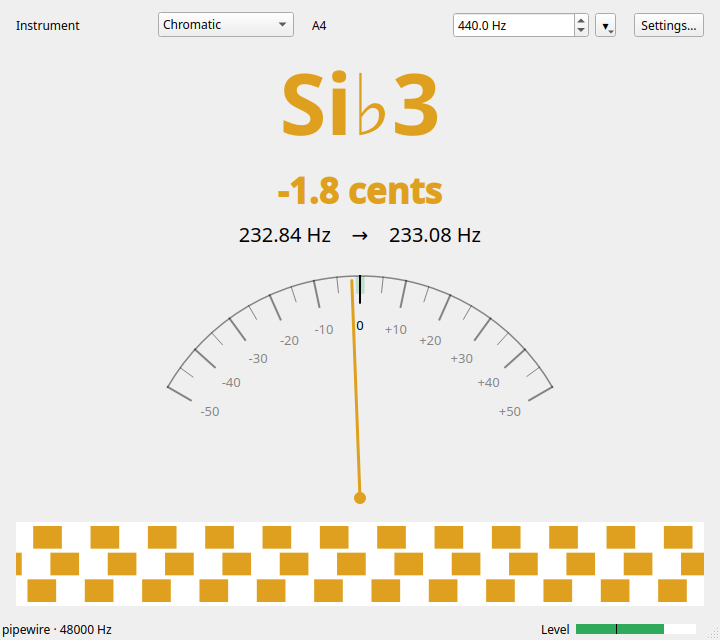 Instrument Chromatic A4 440.0 Hz Settings...
Si♭3
-1.8 cents
232.84 Hz → 233.08 Hz
-50 -40 -30 -20 -10 0 +10 +20 +30 +40 +50
pipewire · 48000 Hz Level